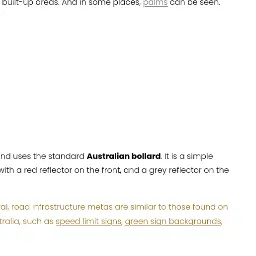 built-up areas. And in some places, palms can be seen.
nd uses the standard Australian bollard. It is a simple
with a red reflector on the front, and a grey reflector on the
al, road infrastructure metas are similar to those found on
tralia, such as speed limit signs, green sign backgrounds,